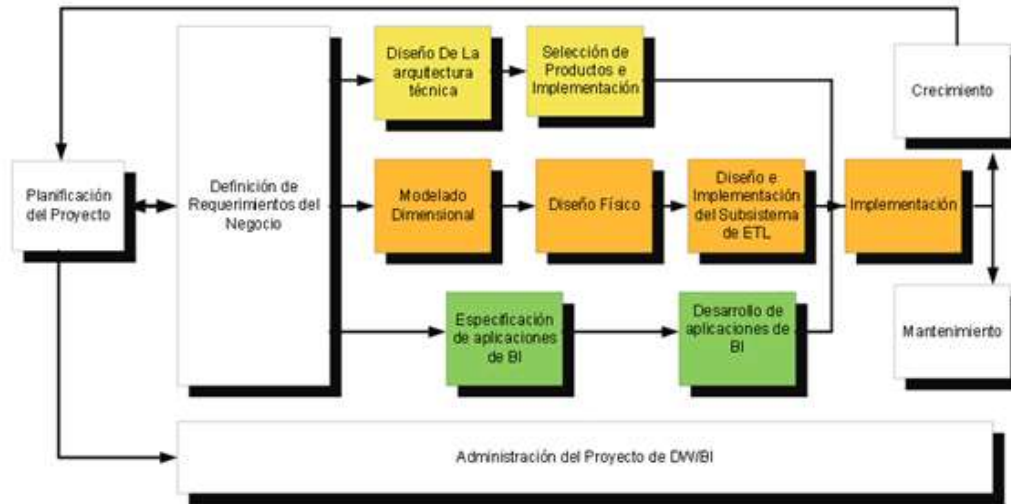 Diseño De La
arquitectura
técnica
Selección de
Productos e
Implementación
Crecimiento
Planificación
del Proyecto
Definición de
Requerimientos del
Negocio
Modelado
Dimensional
Diseño Físico
Diseño e
Implementación
del Subsistema
de ETL
Implementación
Especificación
de aplicaciones
de BI
Desarrollo de
aplicaciones de
BI
Mantenimiento
Administración del Proyecto de DW/BI